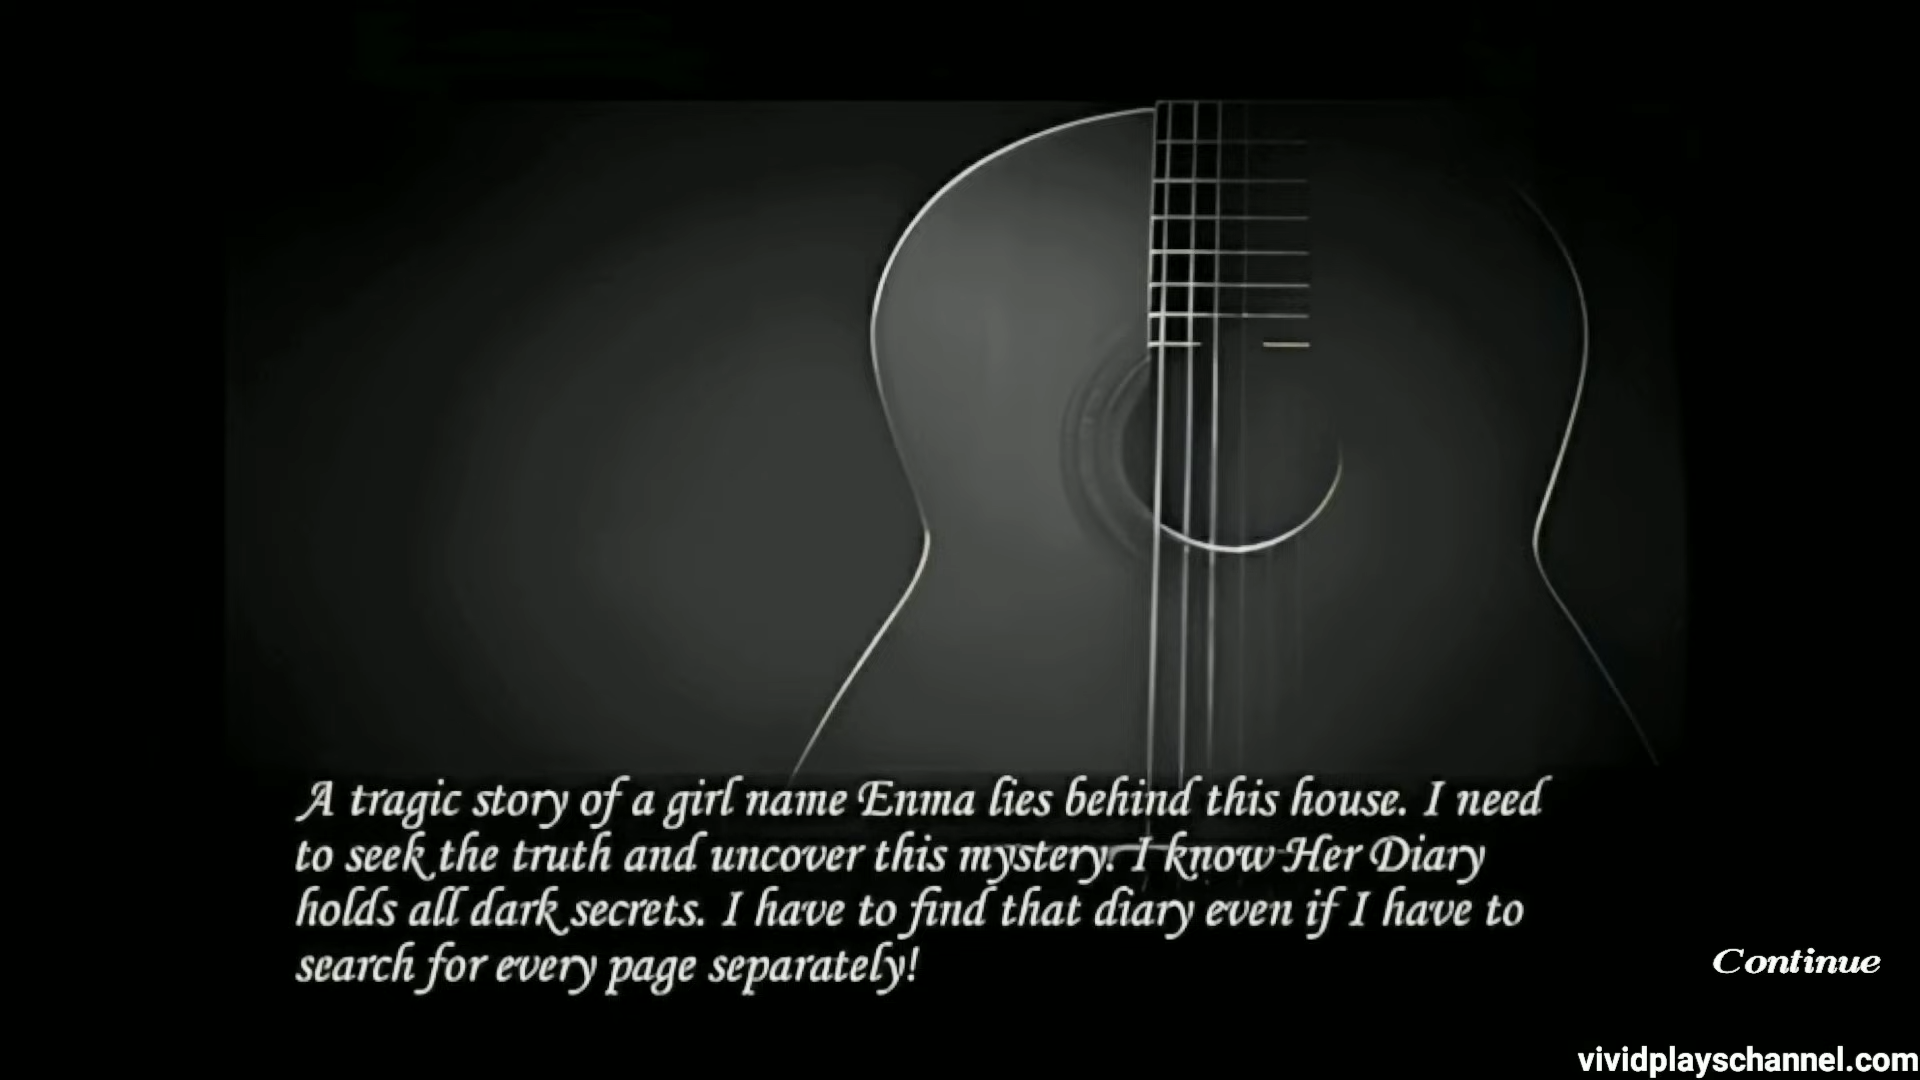 A tragic story of a girl name Enma lies behind this house. I need
to seek the truth and uncover this mystery. I know Her Diary
holds all dark secrets. I have to find that diary even if I have to
search for every page separately!
Continue
vividplayschannel.com